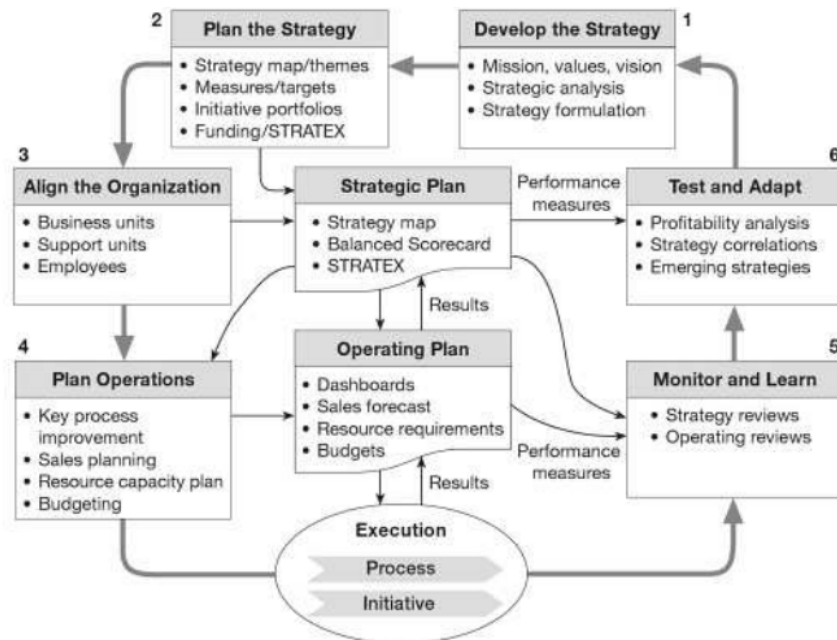 2
Plan the Strategy
• Strategy map/themes
• Measures/targets
• Initiative portfolios
• Funding/STRATEX
1
Develop the Strategy
• Mission, values, vision
• Strategic analysis
• Strategy formulation
3
Align the Organization
• Business units
• Support units
• Employees
Strategic Plan
• Strategy map
• Balanced Scorecard
• STRATEX
Performance
measures
6
Test and Adapt
• Profitability analysis
• Strategy correlations
• Emerging strategies
Results
4
Plan Operations
• Key process
improvement
• Sales planning
• Resource capacity plan
• Budgeting
Operating Plan
• Dashboards
• Sales forecast
• Resource requirements
• Budgets
Performance
measures
5
Monitor and Learn
• Strategy reviews
• Operating reviews
Results
Execution
Process
Initiative